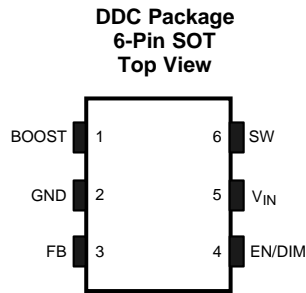 DDC Package
6-Pin SOT
Top View
BOOST 1 6 SW
GND 2 5 VIN
FB 3 4 EN/DIM